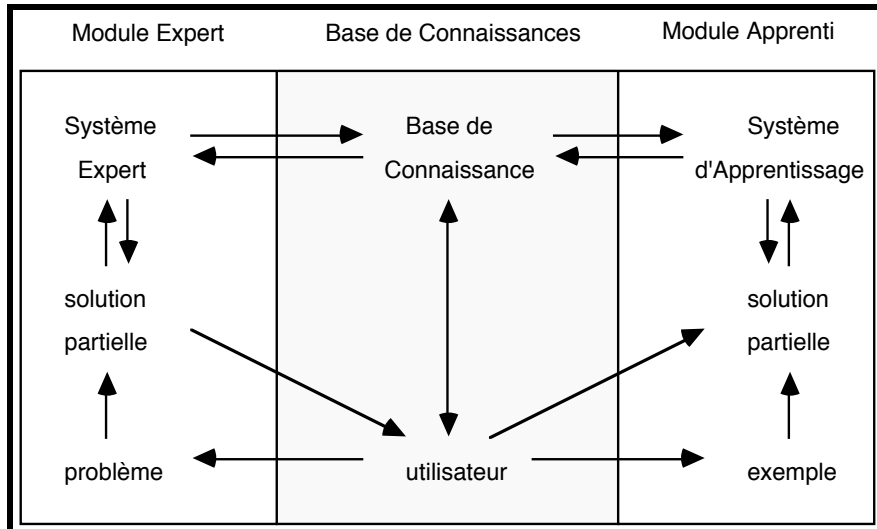 Module Expert
Base de Connaissances
Module Apprenti
Système
Expert
Base de
Connaissance
Système
d'Apprentissage
solution
partielle
solution
partielle
problème
utilisateur
exemple